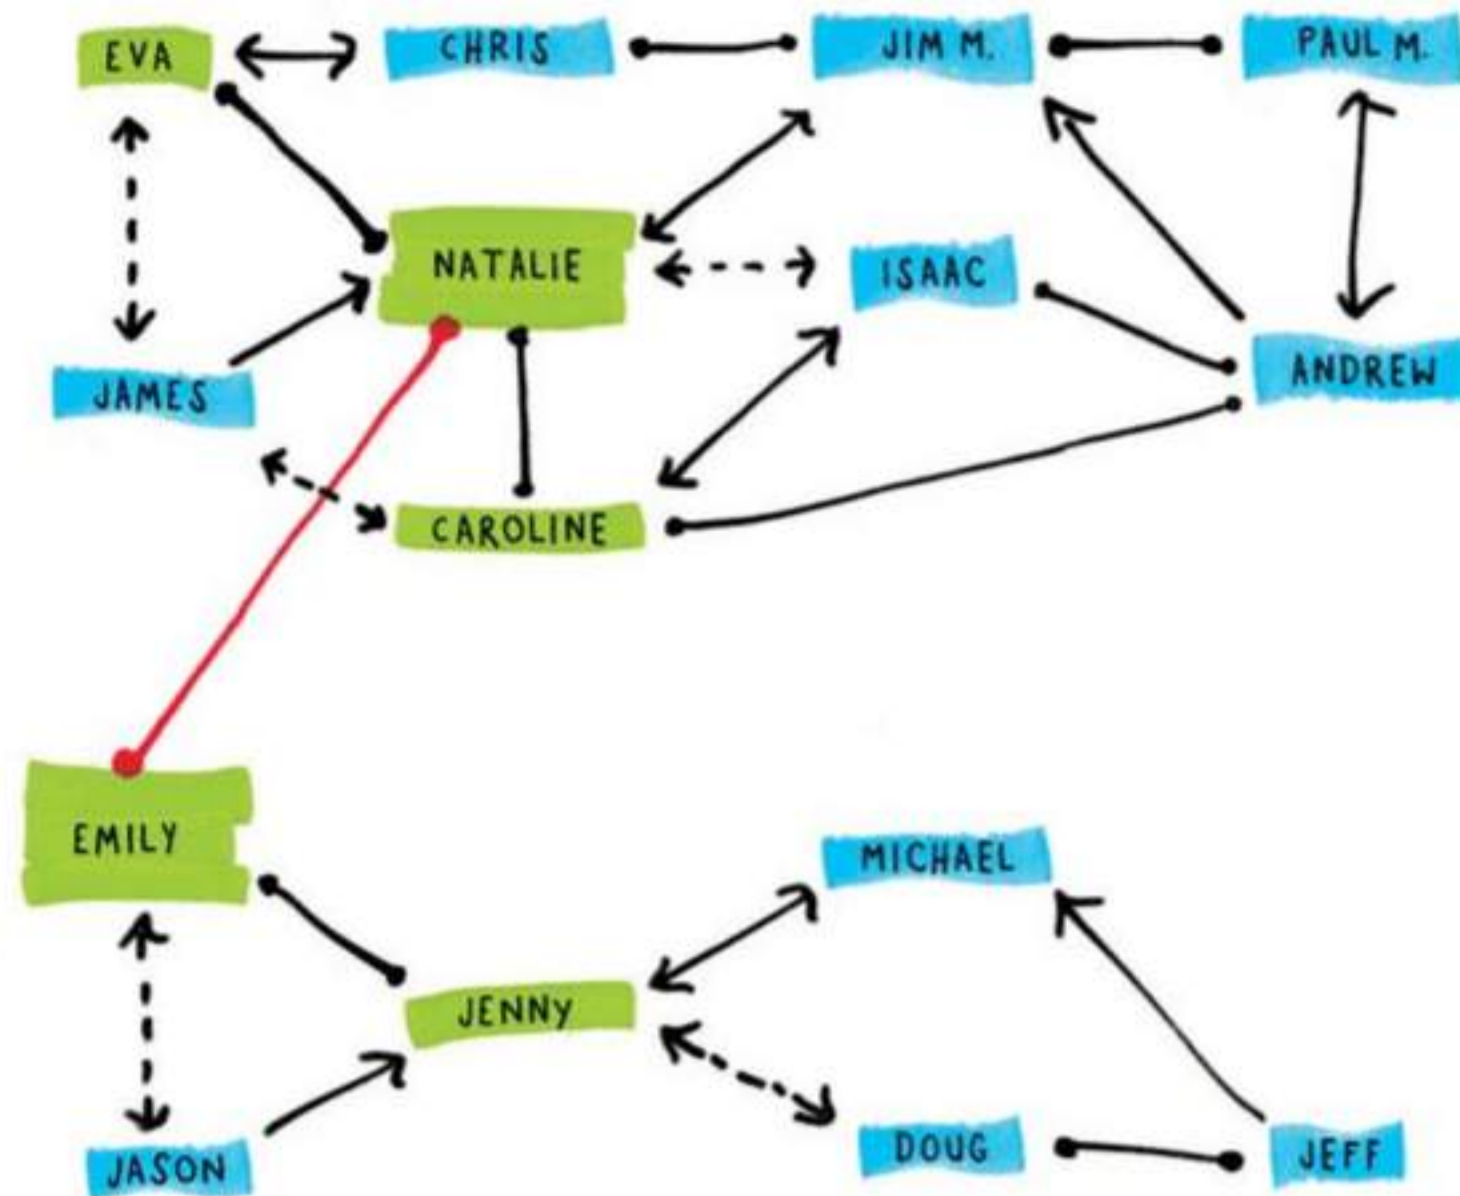 EVA
CHRIS
JIM M.
PAUL M.
NATALIE
ISAAC
JAMES
ANDREW
CAROLINE
EMILY
MICHAEL
JENNY
JASON
DOUG
JEFF